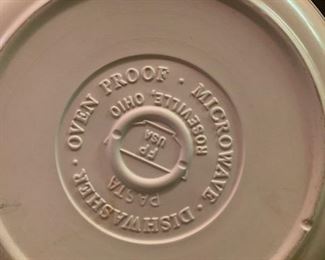 OVEN PROOF · MICROWAVE · DISHWASHER ·
ROSEVILLE, OHIO
FP
USA
PASTA